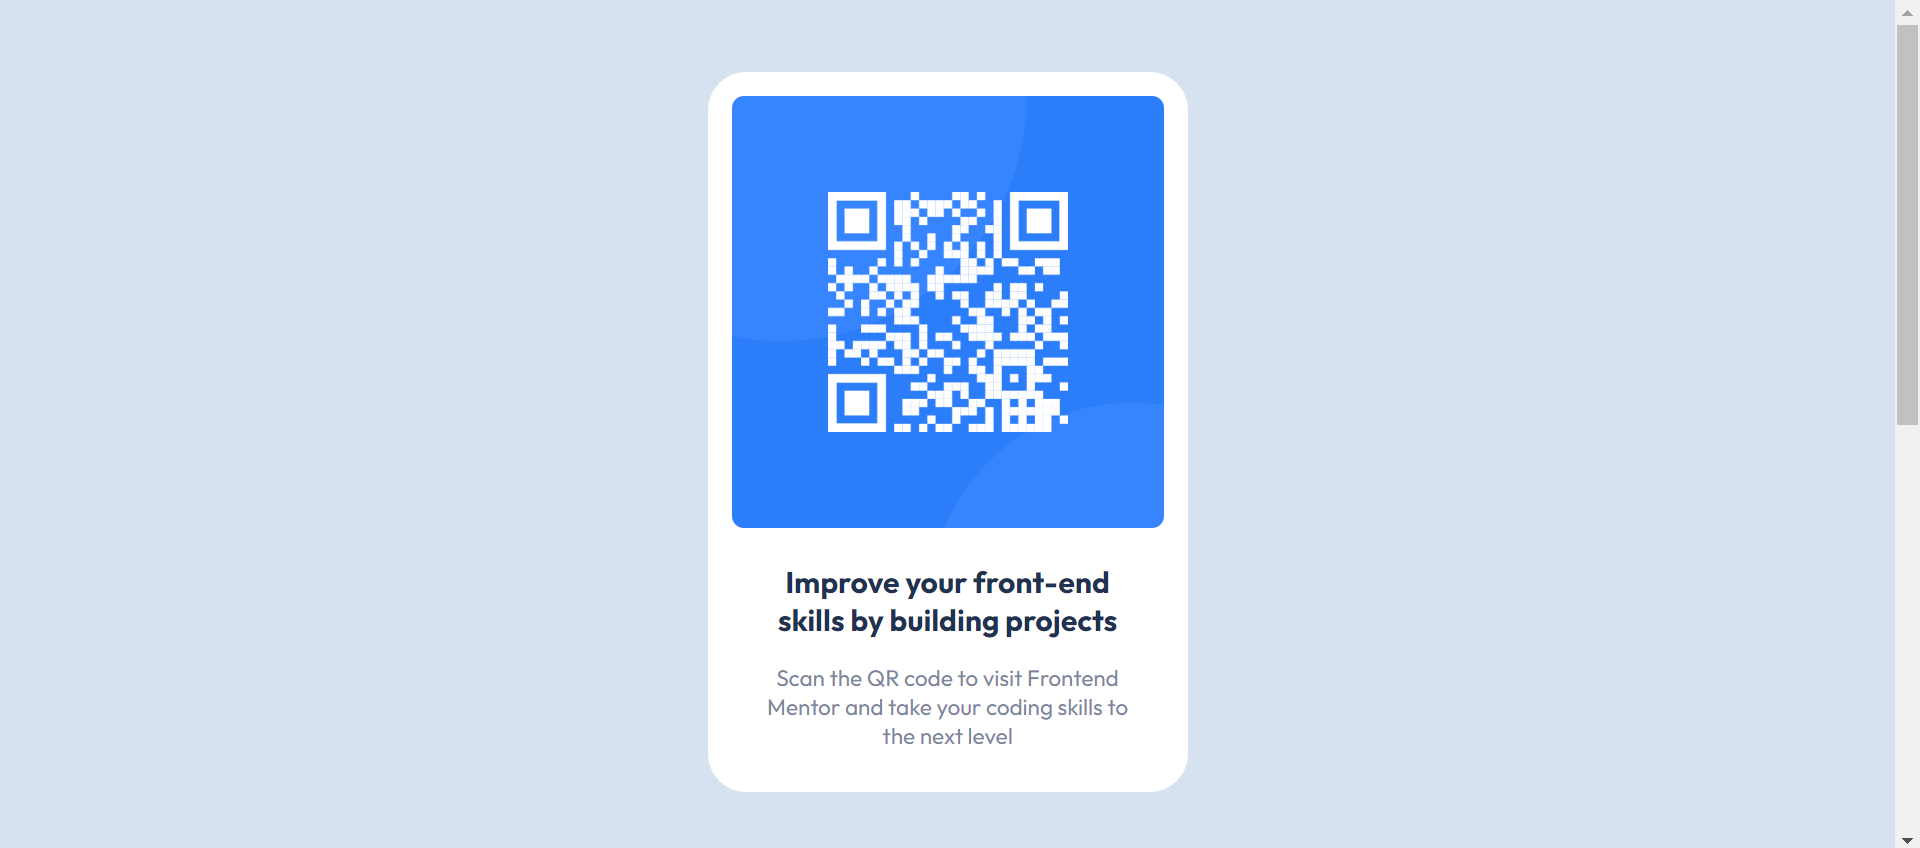 Improve your front-end
skills by building projects
Scan the QR code to visit Frontend
Mentor and take your coding skills to
the next level